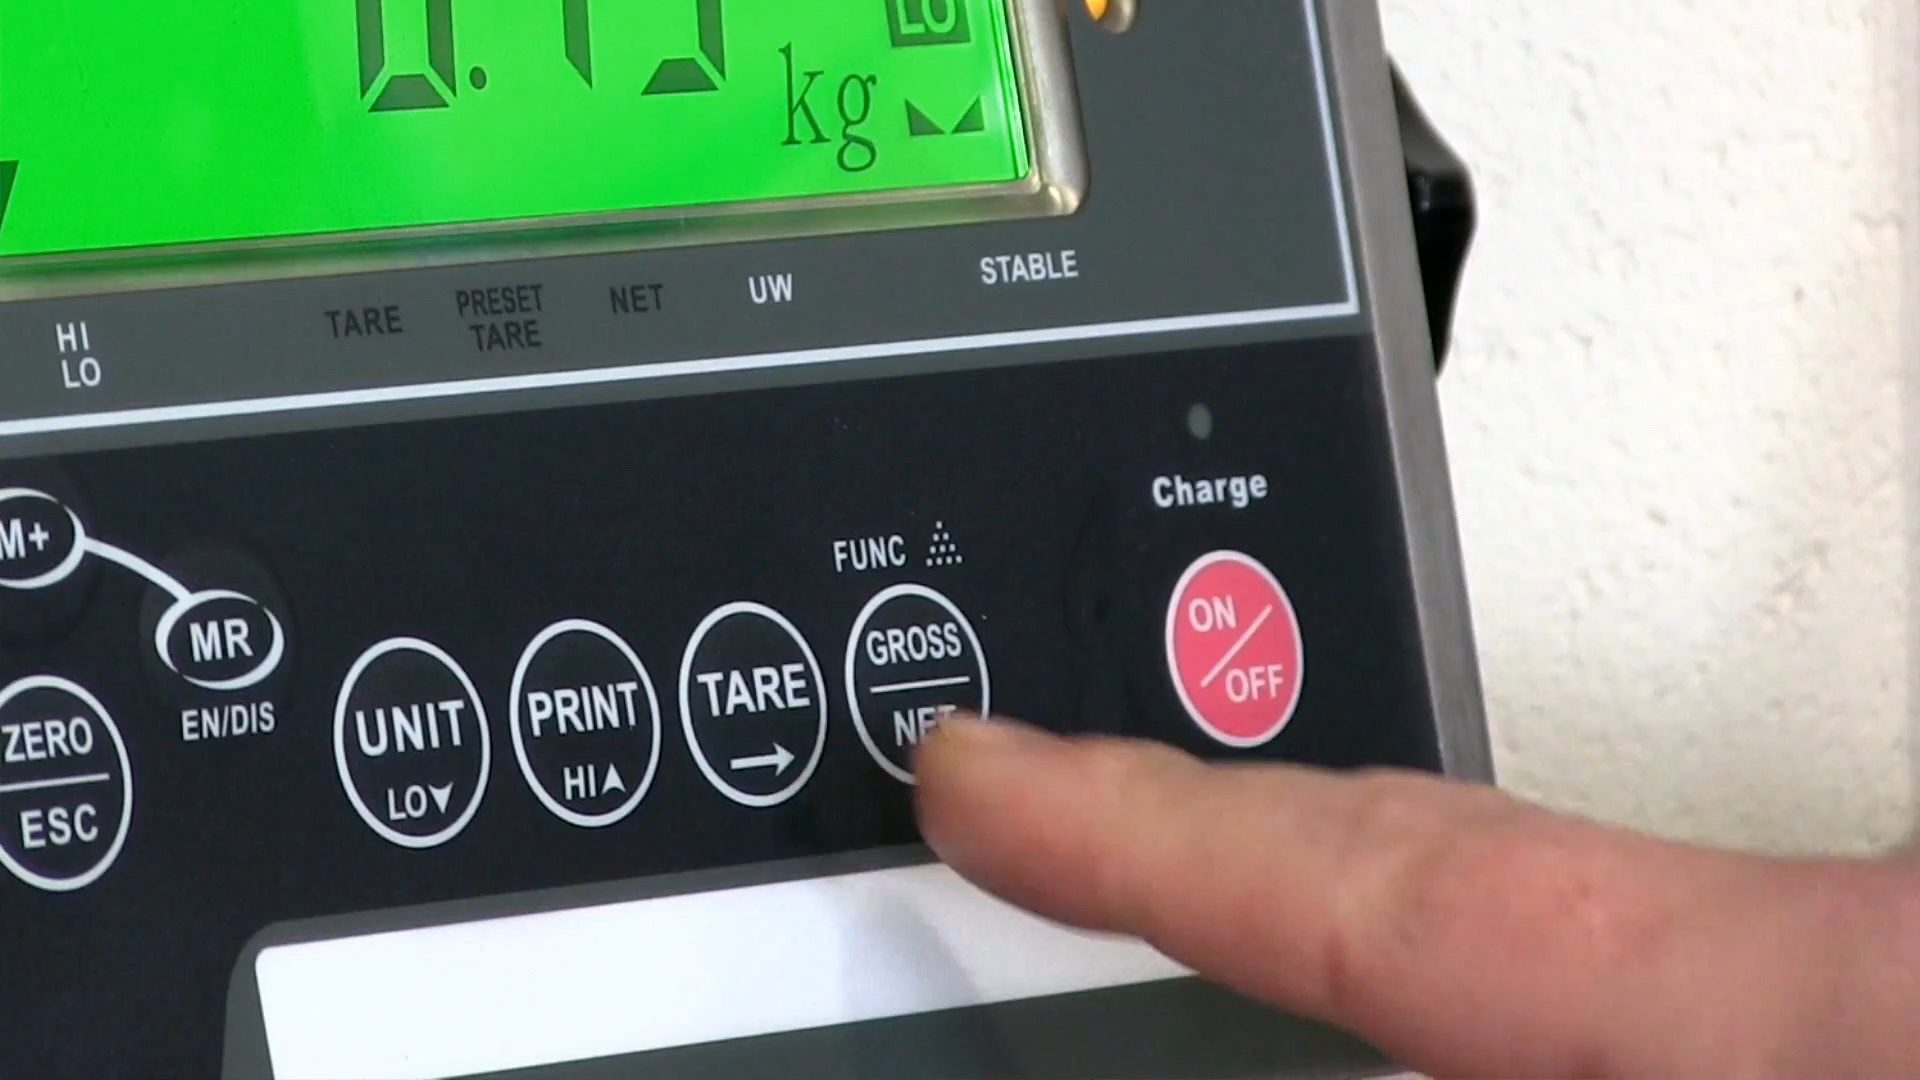 LO
kg
HI
LO
TARE
PRESET
TARE
NET
UW
STABLE
Charge
M+
MR
EN/DIS
FUNC
GROSS
NET
ON
OFF
ZERO
ESC
UNIT
LO
PRINT
HI
TARE